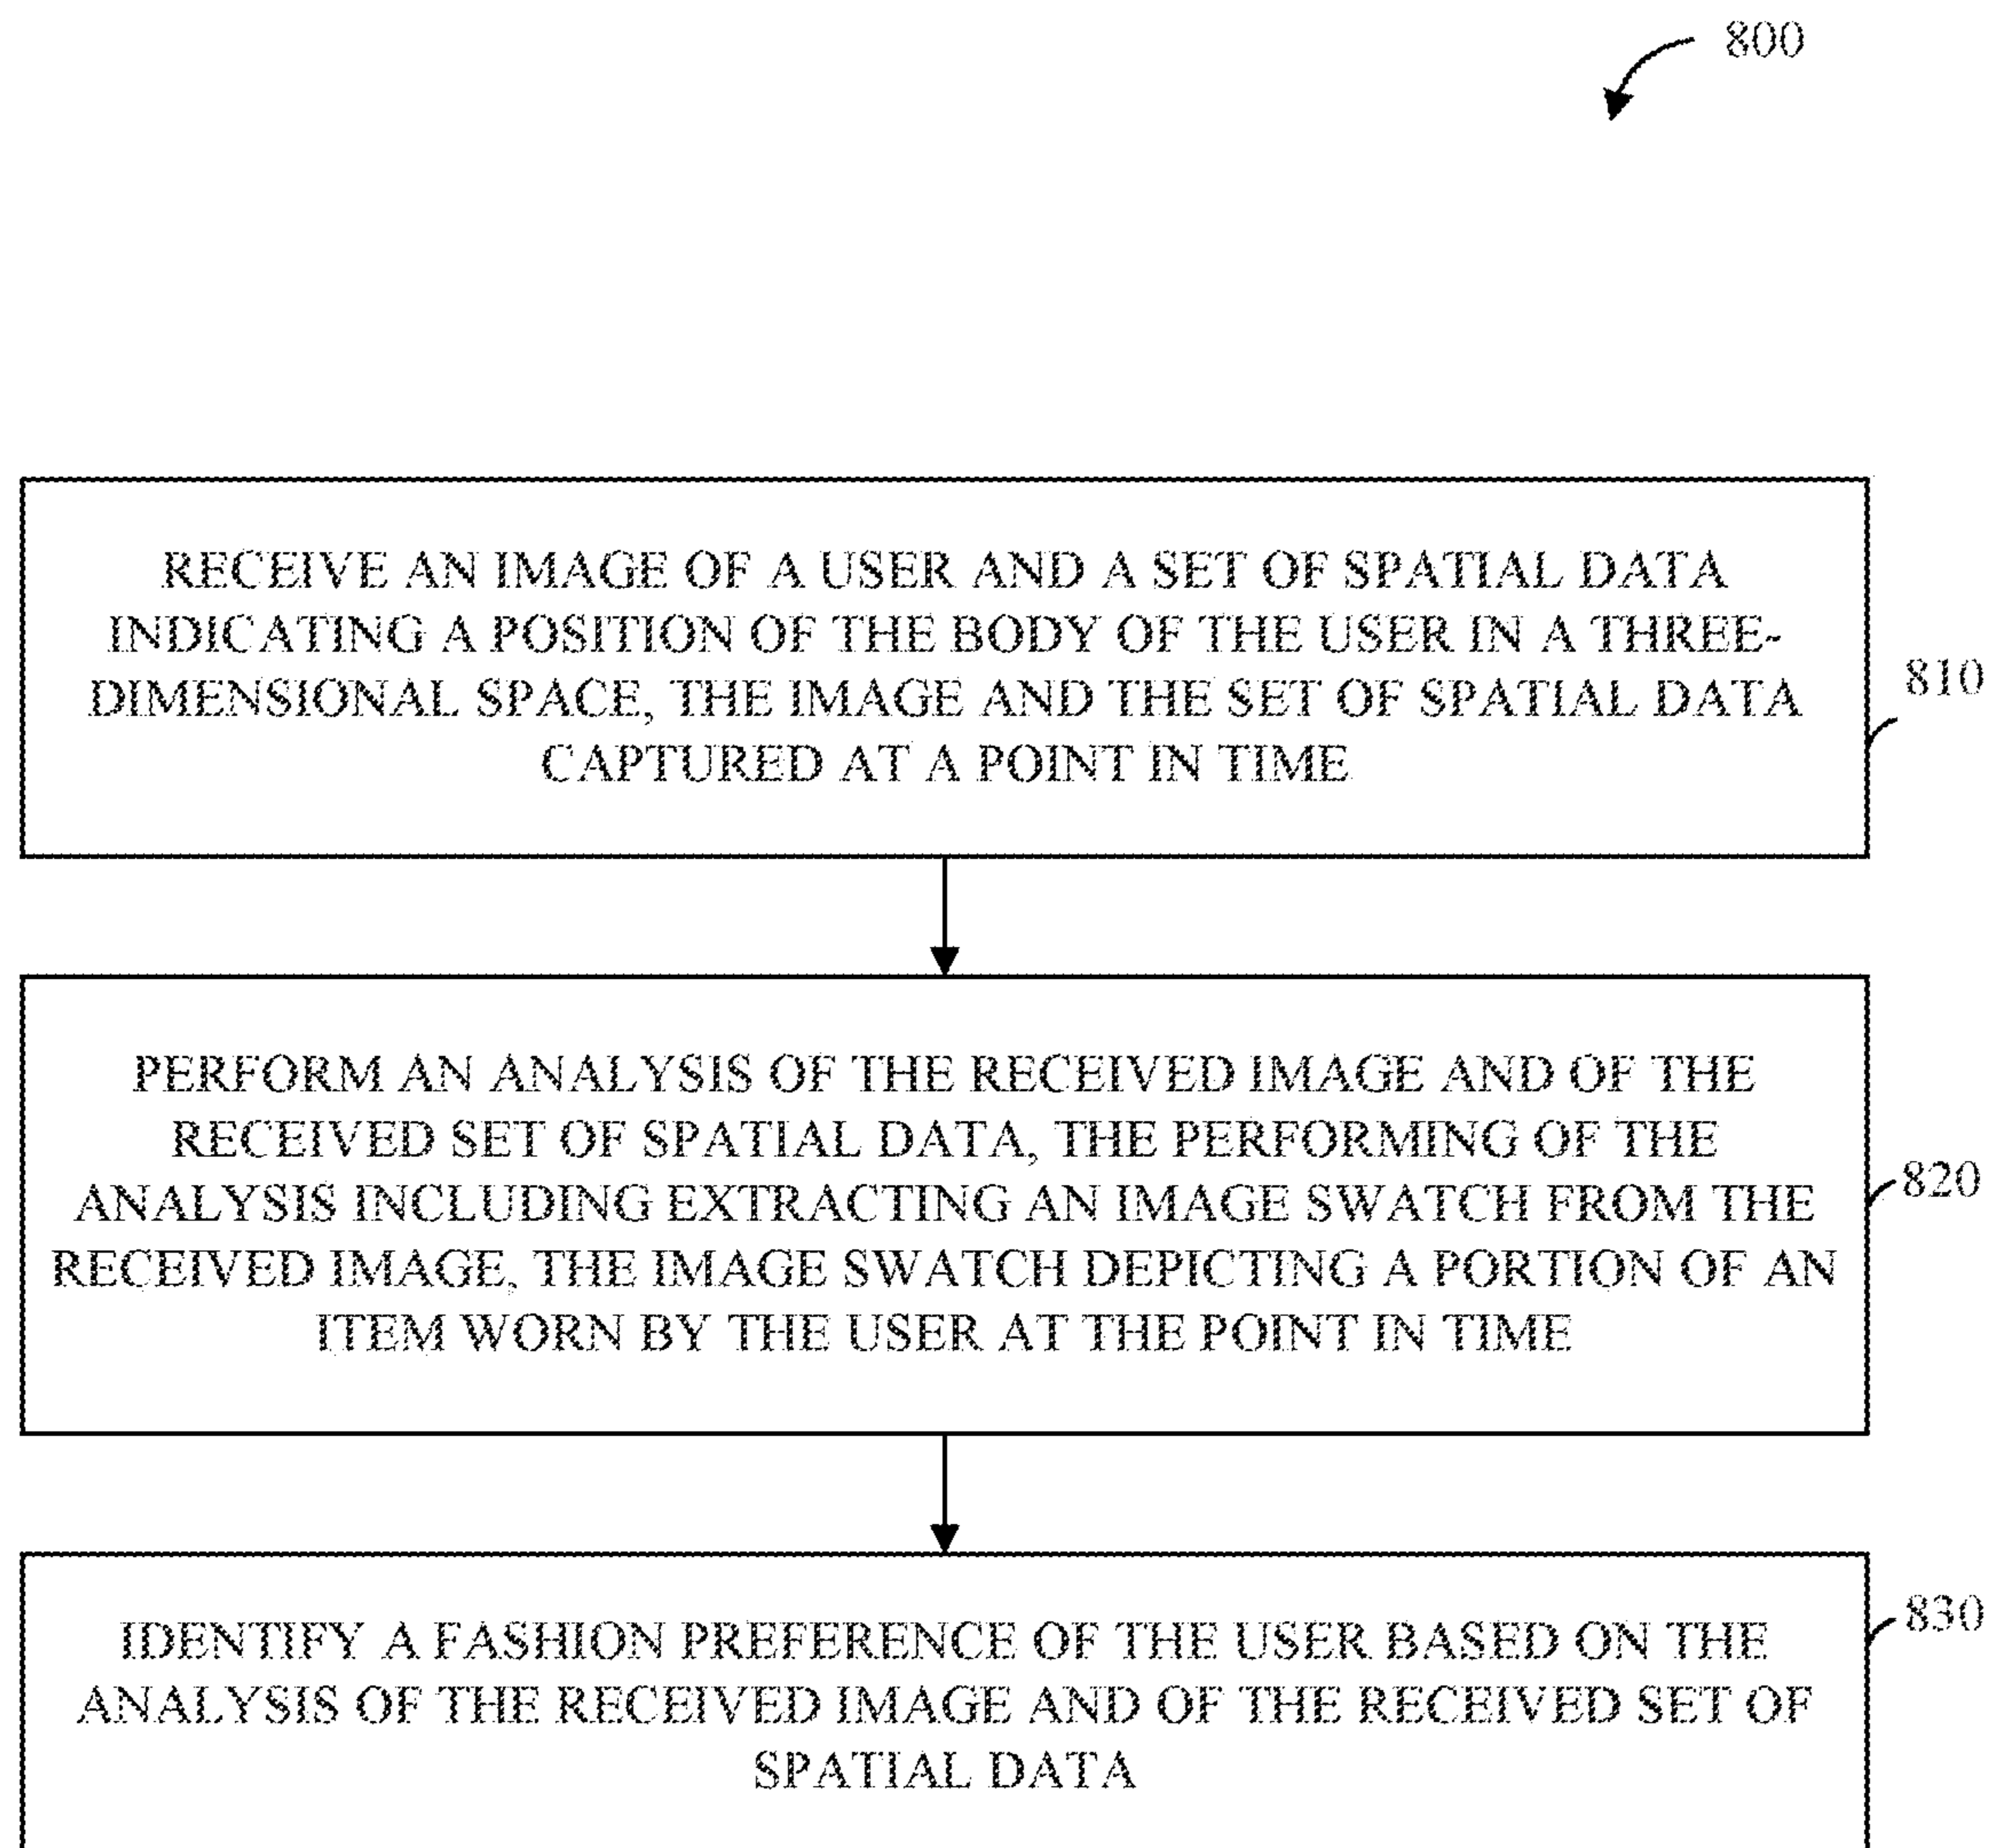 800
RECEIVE AN IMAGE OF A USER AND A SET OF SPATIAL DATA
INDICATING A POSITION OF THE BODY OF THE USER IN A THREE-
DIMENSIONAL SPACE, THE IMAGE AND THE SET OF SPATIAL DATA
CAPTURED AT A POINT IN TIME
810
PERFORM AN ANALYSIS OF THE RECEIVED IMAGE AND OF THE
RECEIVED SET OF SPATIAL DATA, THE PERFORMING OF THE
ANALYSIS INCLUDING EXTRACTING AN IMAGE SWATCH FROM THE
RECEIVED IMAGE, THE IMAGE SWATCH DEPICTING A PORTION OF AN
ITEM WORN BY THE USER AT THE POINT IN TIME
820
IDENTIFY A FASHION PREFERENCE OF THE USER BASED ON THE
ANALYSIS OF THE RECEIVED IMAGE AND OF THE RECEIVED SET OF
SPATIAL DATA
830